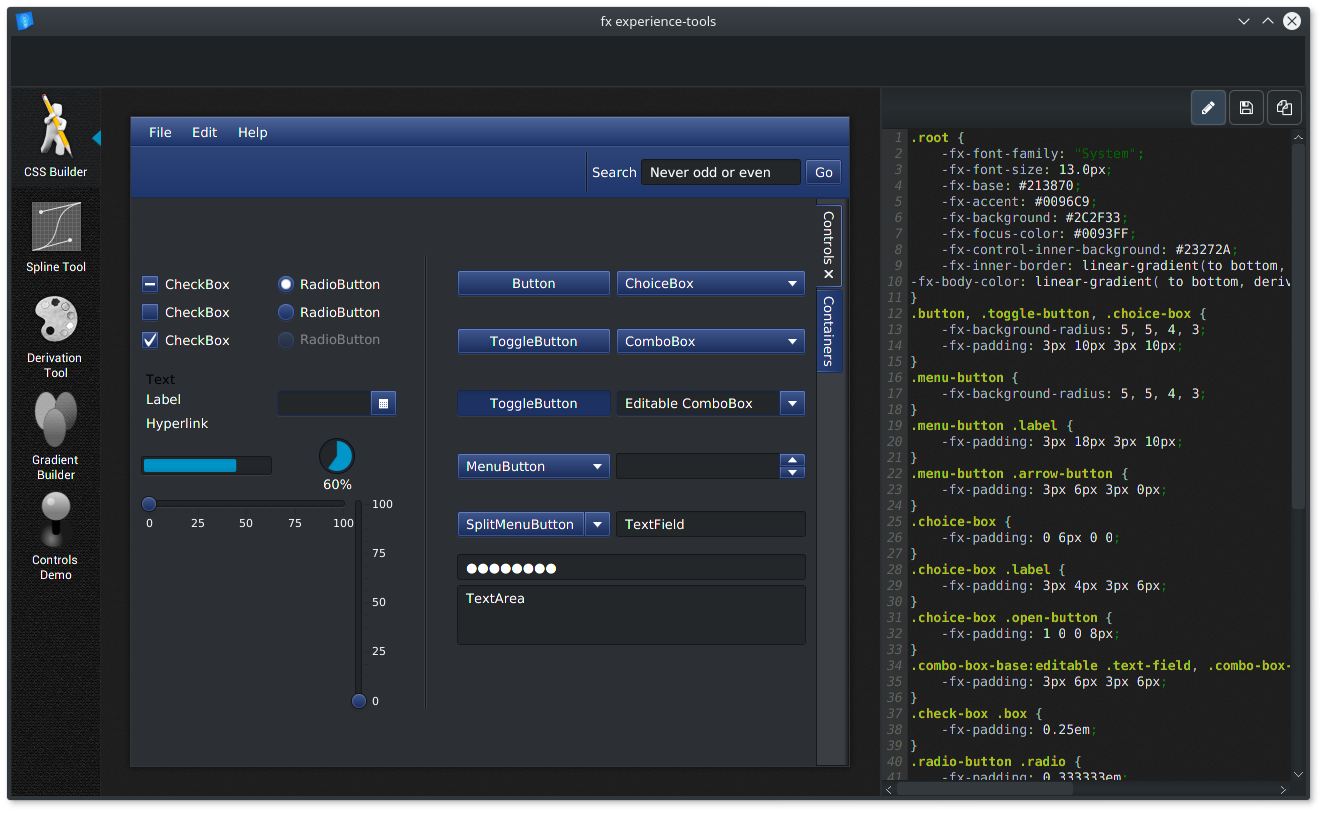 fx experience-tools
CSS Builder
Spline Tool
Derivation
Tool
Gradient
Builder
Controls
Demo
File Edit Help
Search Never odd or even Go
Controls
Containers
CheckBox RadioButton
CheckBox RadioButton
CheckBox RadioButton
Text
Label
Hyperlink
60%
0 25 50 75 100
100
75
50
25
0
Button ChoiceBox
ToggleButton ComboBox
ToggleButton Editable ComboBox
MenuButton
SplitMenuButton TextField
TextArea
1 .root {
2 -fx-font-family: "System";
3 -fx-font-size: 13.0px;
4 -fx-base: #213870;
5 -fx-accent: #0096C9;
6 -fx-background: #2C2F33;
7 -fx-focus-color: #0093FF;
8 -fx-control-inner-background: #23272A;
9 -fx-inner-border: linear-gradient(to bottom,
10 -fx-body-color: linear-gradient( to bottom, deriv
11 }
12 .button, .toggle-button, .choice-box {
13 -fx-background-radius: 5, 5, 4, 3;
14 -fx-padding: 3px 10px 3px 10px;
15 }
16 .menu-button {
17 -fx-background-radius: 5, 5, 4, 3;
18 }
19 .menu-button .label {
20 -fx-padding: 3px 18px 3px 10px;
21 }
22 .menu-button .arrow-button {
23 -fx-padding: 3px 6px 3px 0px;
24 }
25 .choice-box {
26 -fx-padding: 0 6px 0 0;
27 }
28 .choice-box .label {
29 -fx-padding: 3px 4px 3px 6px;
30 }
31 .choice-box .open-button {
32 -fx-padding: 1 0 0 8px;
33 }
34 .combo-box-base:editable .text-field, .combo-box-
35 -fx-padding: 3px 6px 3px 6px;
36 }
37 .check-box .box {
38 -fx-padding: 0.25em;
39 }
40 .radio-button .radio {
41 -fx-padding: 0.333333em;